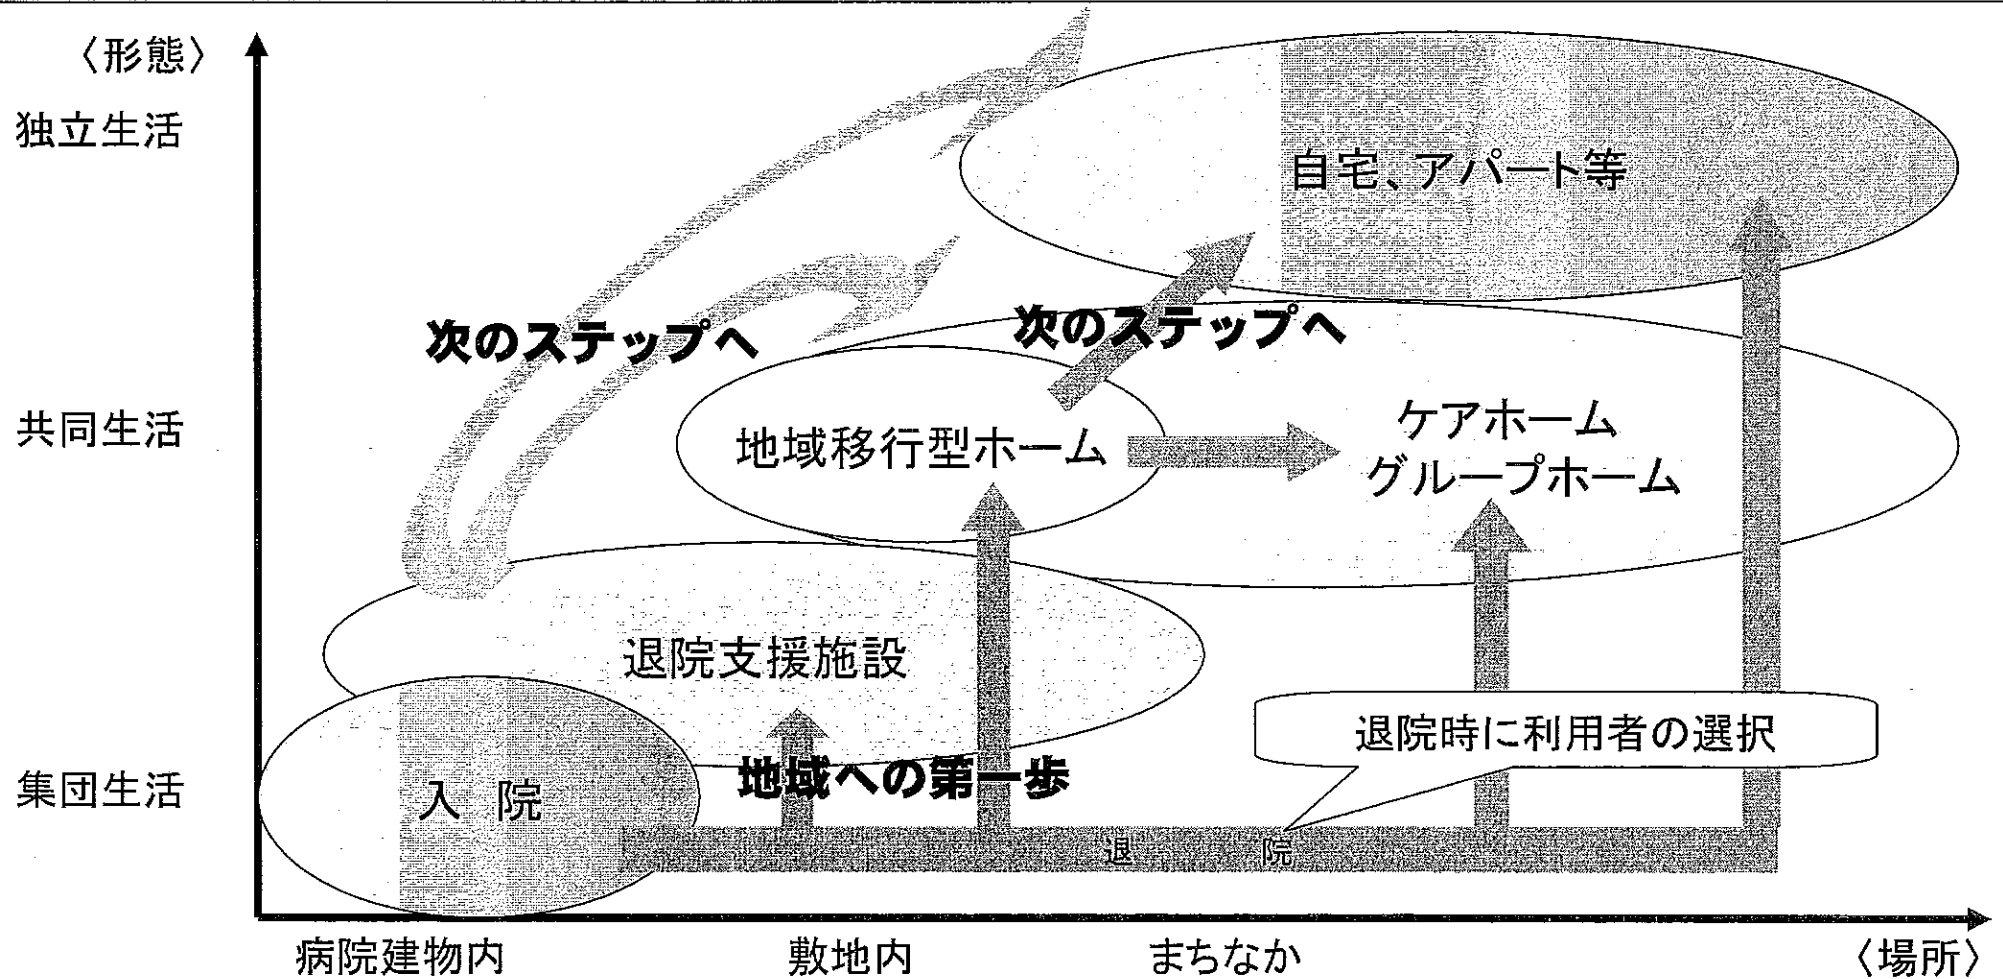 〈形態〉
独立生活
自宅、アパート等
次のステップへ
次のステップへ
共同生活
地域移行型ホーム
ケアホーム
グループホーム
退院支援施設
退院時に利用者の選択
集団生活
入 院
地域への第一歩
退 院
病院建物内
敷地内
まちなか
〈場所〉